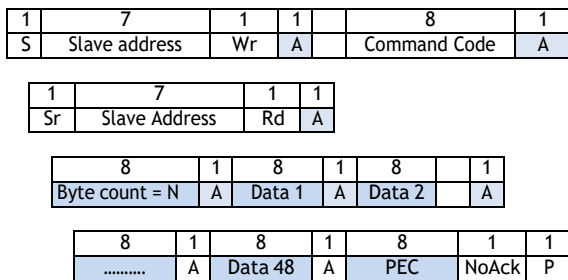 1 7 1 1 8 1
S Slave address Wr A Command Code A
1 7 1 1
Sr Slave Address Rd A
8 1 8 1 8 1
Byte count = N A Data 1 A Data 2 A
8 1 8 1 8 1 1
.......... A Data 48 A PEC NoAck P